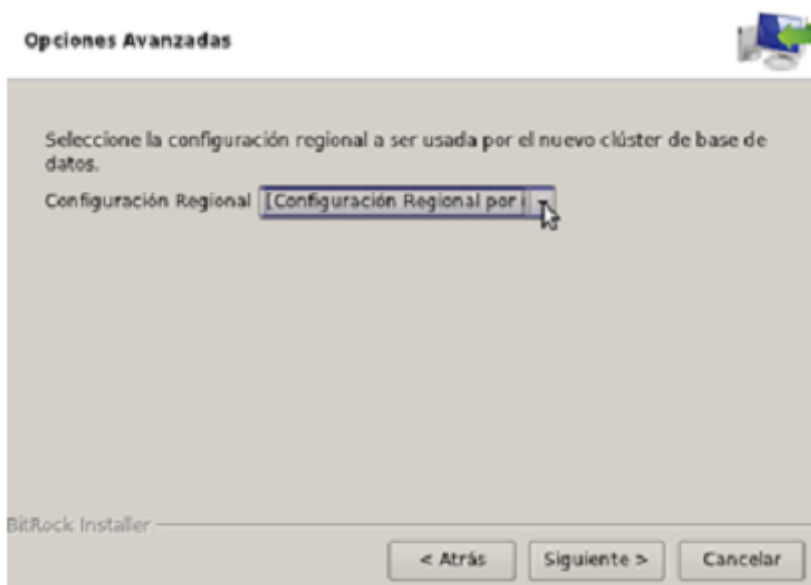 Opciones Avanzadas
Seleccione la configuración regional a ser usada por el nuevo clúster de base de
datos.
Configuración Regional [Configuración Regional por
BitRock Installer
< Atrás Siguiente > Cancelar